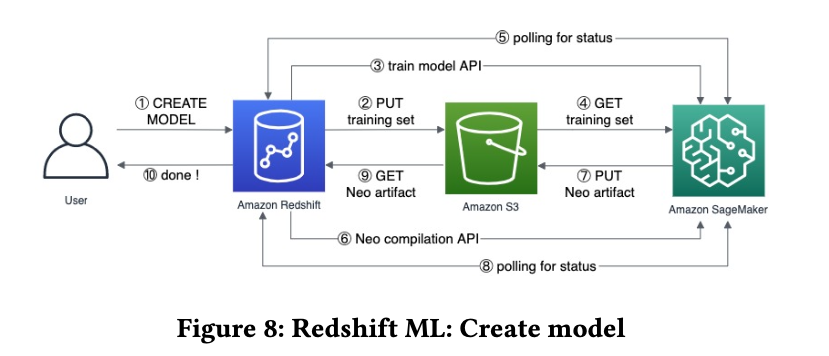 ⑤ polling for status
③ train model API
① CREATE
MODEL
② PUT
training set
④ GET
training set
⑩ done !
⑨ GET
Neo artifact
⑦ PUT
Neo artifact
User
Amazon Redshift
Amazon S3
Amazon SageMaker
⑥ Neo compilation API
⑧ polling for status
Figure 8: Redshift ML: Create model